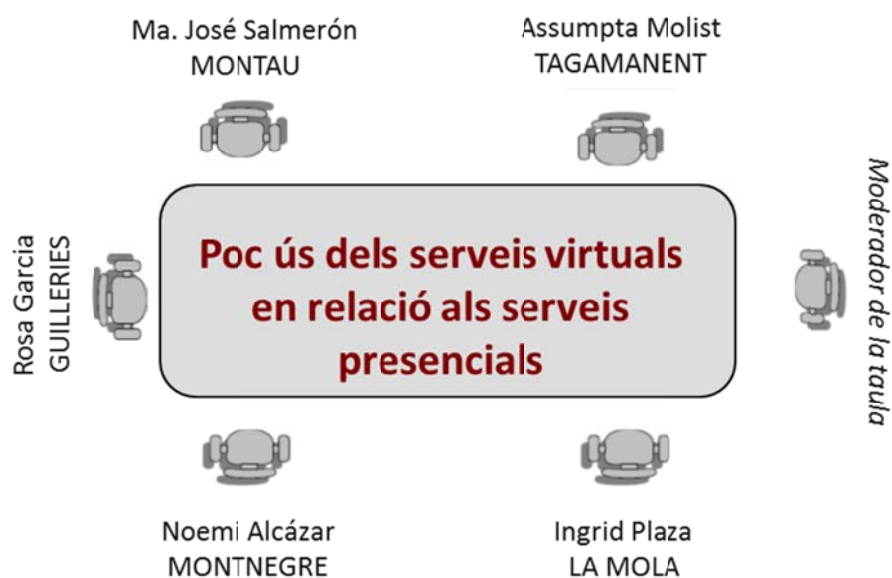 Ma. José Salmerón
MONTAU
Assumpta Molist
TAGAMANENT
Rosa Garcia
GUILLERIES
Poc ús dels serveis virtuals
en relació als serveis
presencials
Moderador de la taula
Noemi Alcázar
MONTNEGRE
Ingrid Plaza
LA MOLA